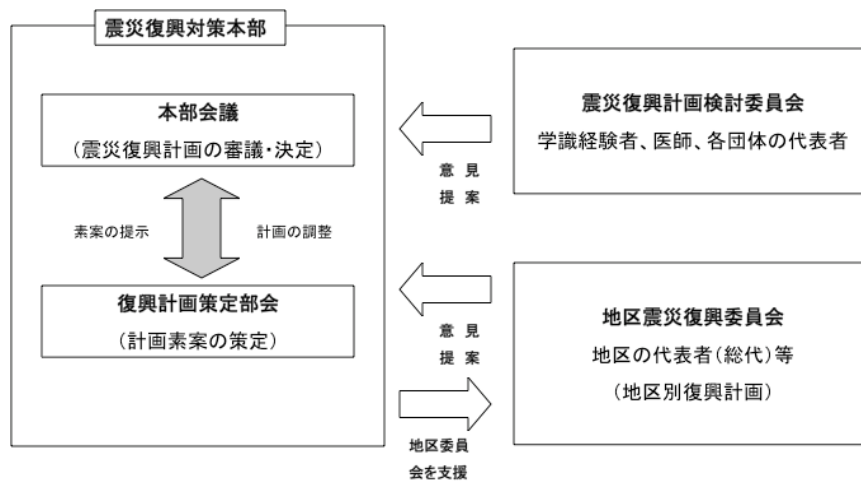 震災復興対策本部
本部会議
（震災復興計画の審議・決定）
素案の提示
計画の調整
復興計画策定部会
（計画素案の策定）
意 見
提 案
震災復興計画検討委員会
学識経験者、医師、各団体の代表者
意 見
提 案
地区委員
会を支援
地区震災復興委員会
地区の代表者（総代）等
（地区別復興計画）